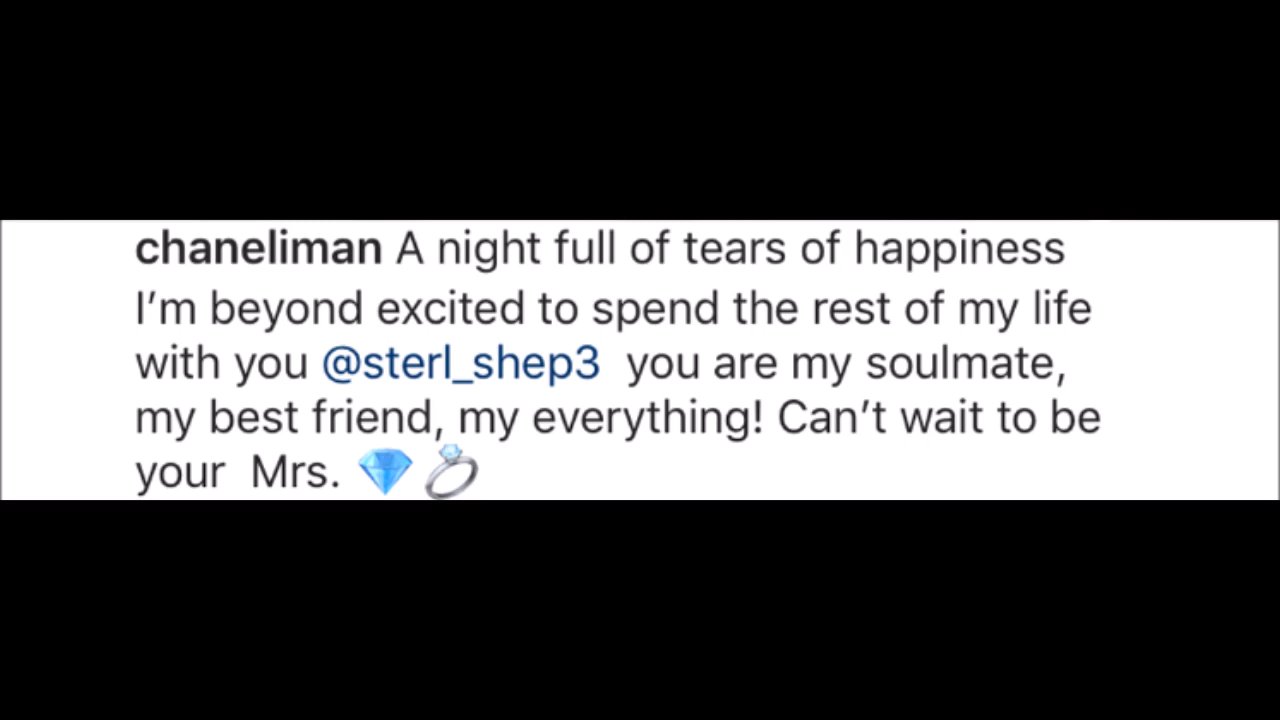 chaneliman A night full of tears of happiness
I’m beyond excited to spend the rest of my life
with you @sterl_shep3  you are my soulmate,
my best friend, my everything! Can’t wait to be
your  Mrs. 💎💍